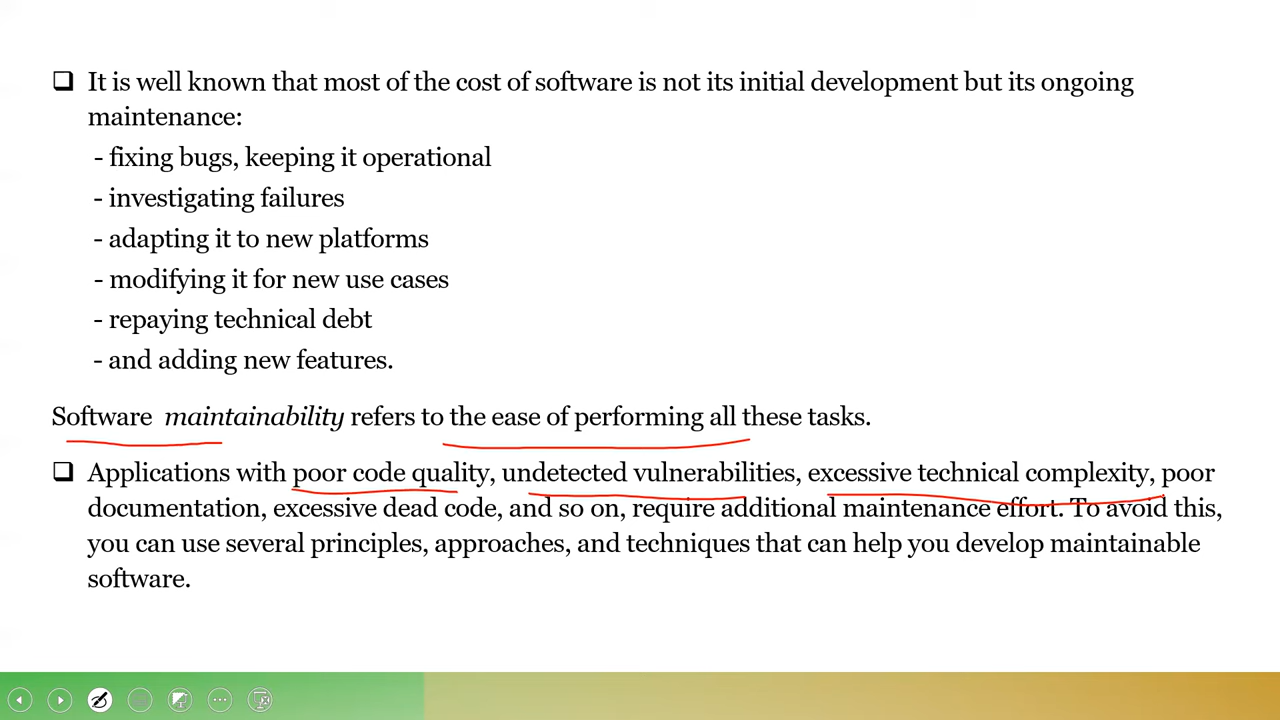 ❑ It is well known that most of the cost of software is not its initial development but its ongoing
maintenance:
- fixing bugs, keeping it operational
- investigating failures
- adapting it to new platforms
- modifying it for new use cases
- repaying technical debt
- and adding new features.
Software maintainability refers to the ease of performing all these tasks.
❑ Applications with poor code quality, undetected vulnerabilities, excessive technical complexity, poor
documentation, excessive dead code, and so on, require additional maintenance effort. To avoid this,
you can use several principles, approaches, and techniques that can help you develop maintainable
software.